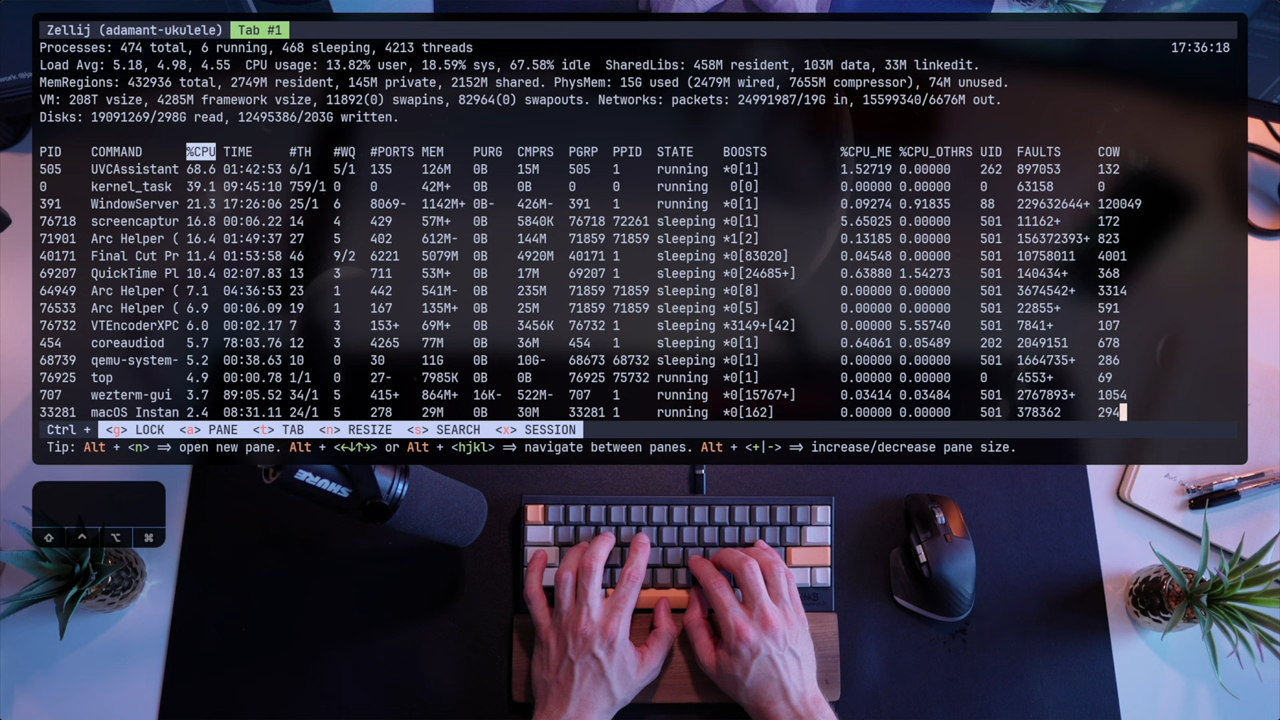 Zellij (adamant-ukulele) Tab #1
Processes: 474 total, 6 running, 468 sleeping, 4213 threads 17:36:18
Load Avg: 5.18, 4.98, 4.55 CPU usage: 13.82% user, 18.59% sys, 67.58% idle SharedLibs: 458M resident, 103M data, 33M linkedit.
MemRegions: 432936 total, 2749M resident, 145M private, 2152M shared. PhysMem: 15G used (2479M wired, 7655M compressor), 74M unused.
VM: 208T vsize, 4285M framework vsize, 11892(0) swapins, 82964(0) swapouts. Networks: packets: 24991987/19G in, 15599340/6676M out.
Disks: 19091269/298G read, 12495386/203G written.
PID COMMAND %CPU TIME #TH #WQ #PORTS MEM PURG CMPRS PGRP PPID STATE BOOSTS %CPU_ME %CPU_OTHRS UID FAULTS COW
505 UVCAssistant 68.6 01:42:53 6/1 5/1 135 126M 0B 15M 505 1 running *0[1] 1.52719 0.00000 262 897053 132
0 kernel_task 39.1 09:45:10 759/1 0 0 42M+ 0B 0B 0 0 running 0[0] 0.00000 0.00000 0 63158 0
391 WindowServer 21.3 17:26:06 25/1 6 8069- 1142M+ 0B- 426M- 391 1 running *0[1] 0.09274 0.91835 88 229632644+ 120049
76718 screencaptur 16.8 00:06.22 14 4 429 57M+ 0B 5840K 76718 72261 sleeping *0[1] 5.65025 0.00000 501 11162+ 172
71901 Arc Helper ( 16.4 01:49:37 27 5 402 612M- 0B 144M 71859 71859 sleeping *1[2] 0.13185 0.00000 501 156372393+ 823
40171 Final Cut Pr 11.4 01:53:58 46 9/2 6221 5079M 0B 4920M 40171 1 sleeping *0[83020] 0.04548 0.00000 501 10758011 4001
69207 QuickTime Pl 10.4 02:07.83 13 3 711 53M+ 0B 17M 69207 1 sleeping *0[24685+] 0.63880 1.54273 501 140434+ 368
64949 Arc Helper ( 7.1 04:36:53 23 1 442 541M- 0B 235M 71859 71859 sleeping *0[8] 0.00000 0.00000 501 3674542+ 3314
76533 Arc Helper ( 6.9 00:06.09 19 1 167 135M+ 0B 25M 71859 71859 sleeping *0[5] 0.00000 0.00000 501 22855+ 591
76732 VTEncoderXPC 6.0 00:02.17 7 3 153+ 69M+ 0B 3456K 76732 1 sleeping *3149+[42] 0.00000 5.55740 501 7841+ 107
454 coreaudiod 5.7 78:03.76 12 3 4265 77M 0B 36M 454 1 sleeping *0[1] 0.64061 0.05489 202 2049151 678
68739 qemu-system- 5.2 00:38.63 10 0 30 11G 0B 10G- 68673 68732 sleeping *0[1] 0.00000 0.00000 501 1664735+ 286
76925 top 4.9 00:00.78 1/1 0 27- 7985K 0B 0B 76925 75732 running *0[1] 0.00000 0.00000 0 4553+ 69
707 wezterm-gui 3.7 89:05.52 34/1 5 415+ 864M+ 16K- 522M- 707 1 running *0[15767+] 0.03414 0.03484 501 2767893+ 1054
33281 macOS Instan 2.4 08:31.11 24/1 5 278 29M 0B 30M 33281 1 running *0[162] 0.00000 0.00000 501 378362 294
Ctrl + <g> LOCK <a> PANE <t> TAB <n> RESIZE <s> SEARCH <x> SESSION
Tip: Alt + <n> => open new pane. Alt + <←↓↑→> or Alt + <hjkl> => navigate between panes. Alt + <+|-> => increase/decrease pane size.
⇧ ^ ⌥ ⌘
SHURE